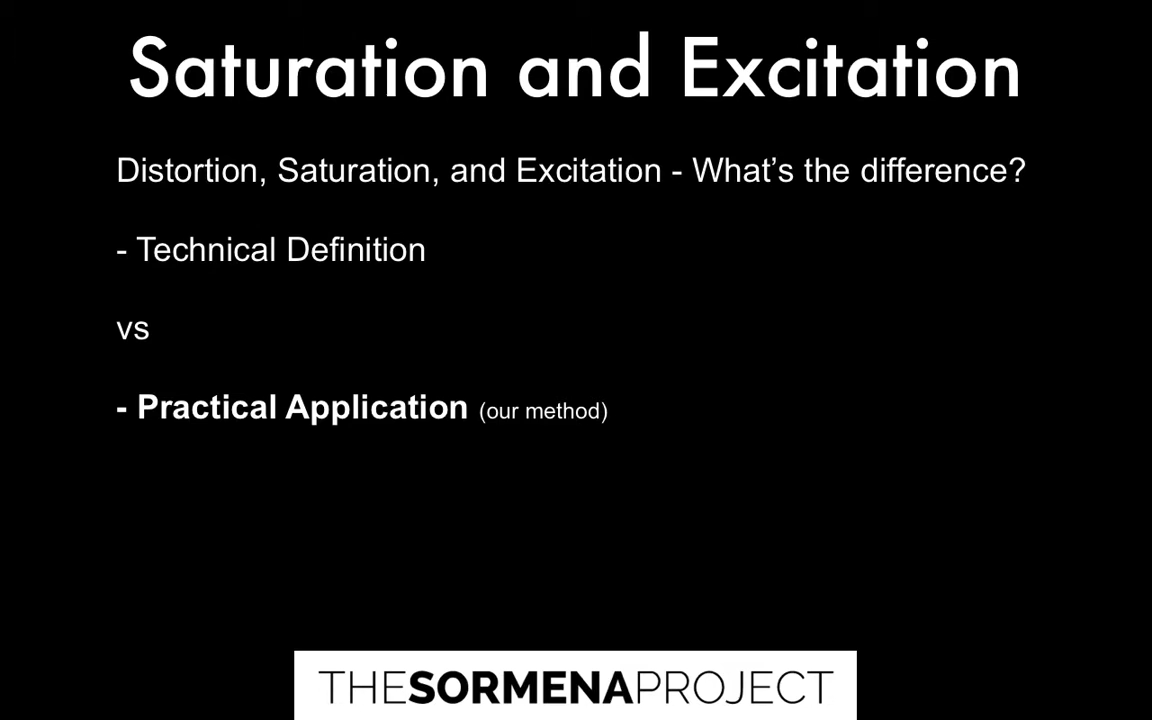 Saturation and Excitation
Distortion, Saturation, and Excitation - What’s the difference?
- Technical Definition
vs
- Practical Application (our method)
THESORMENAPROJECT